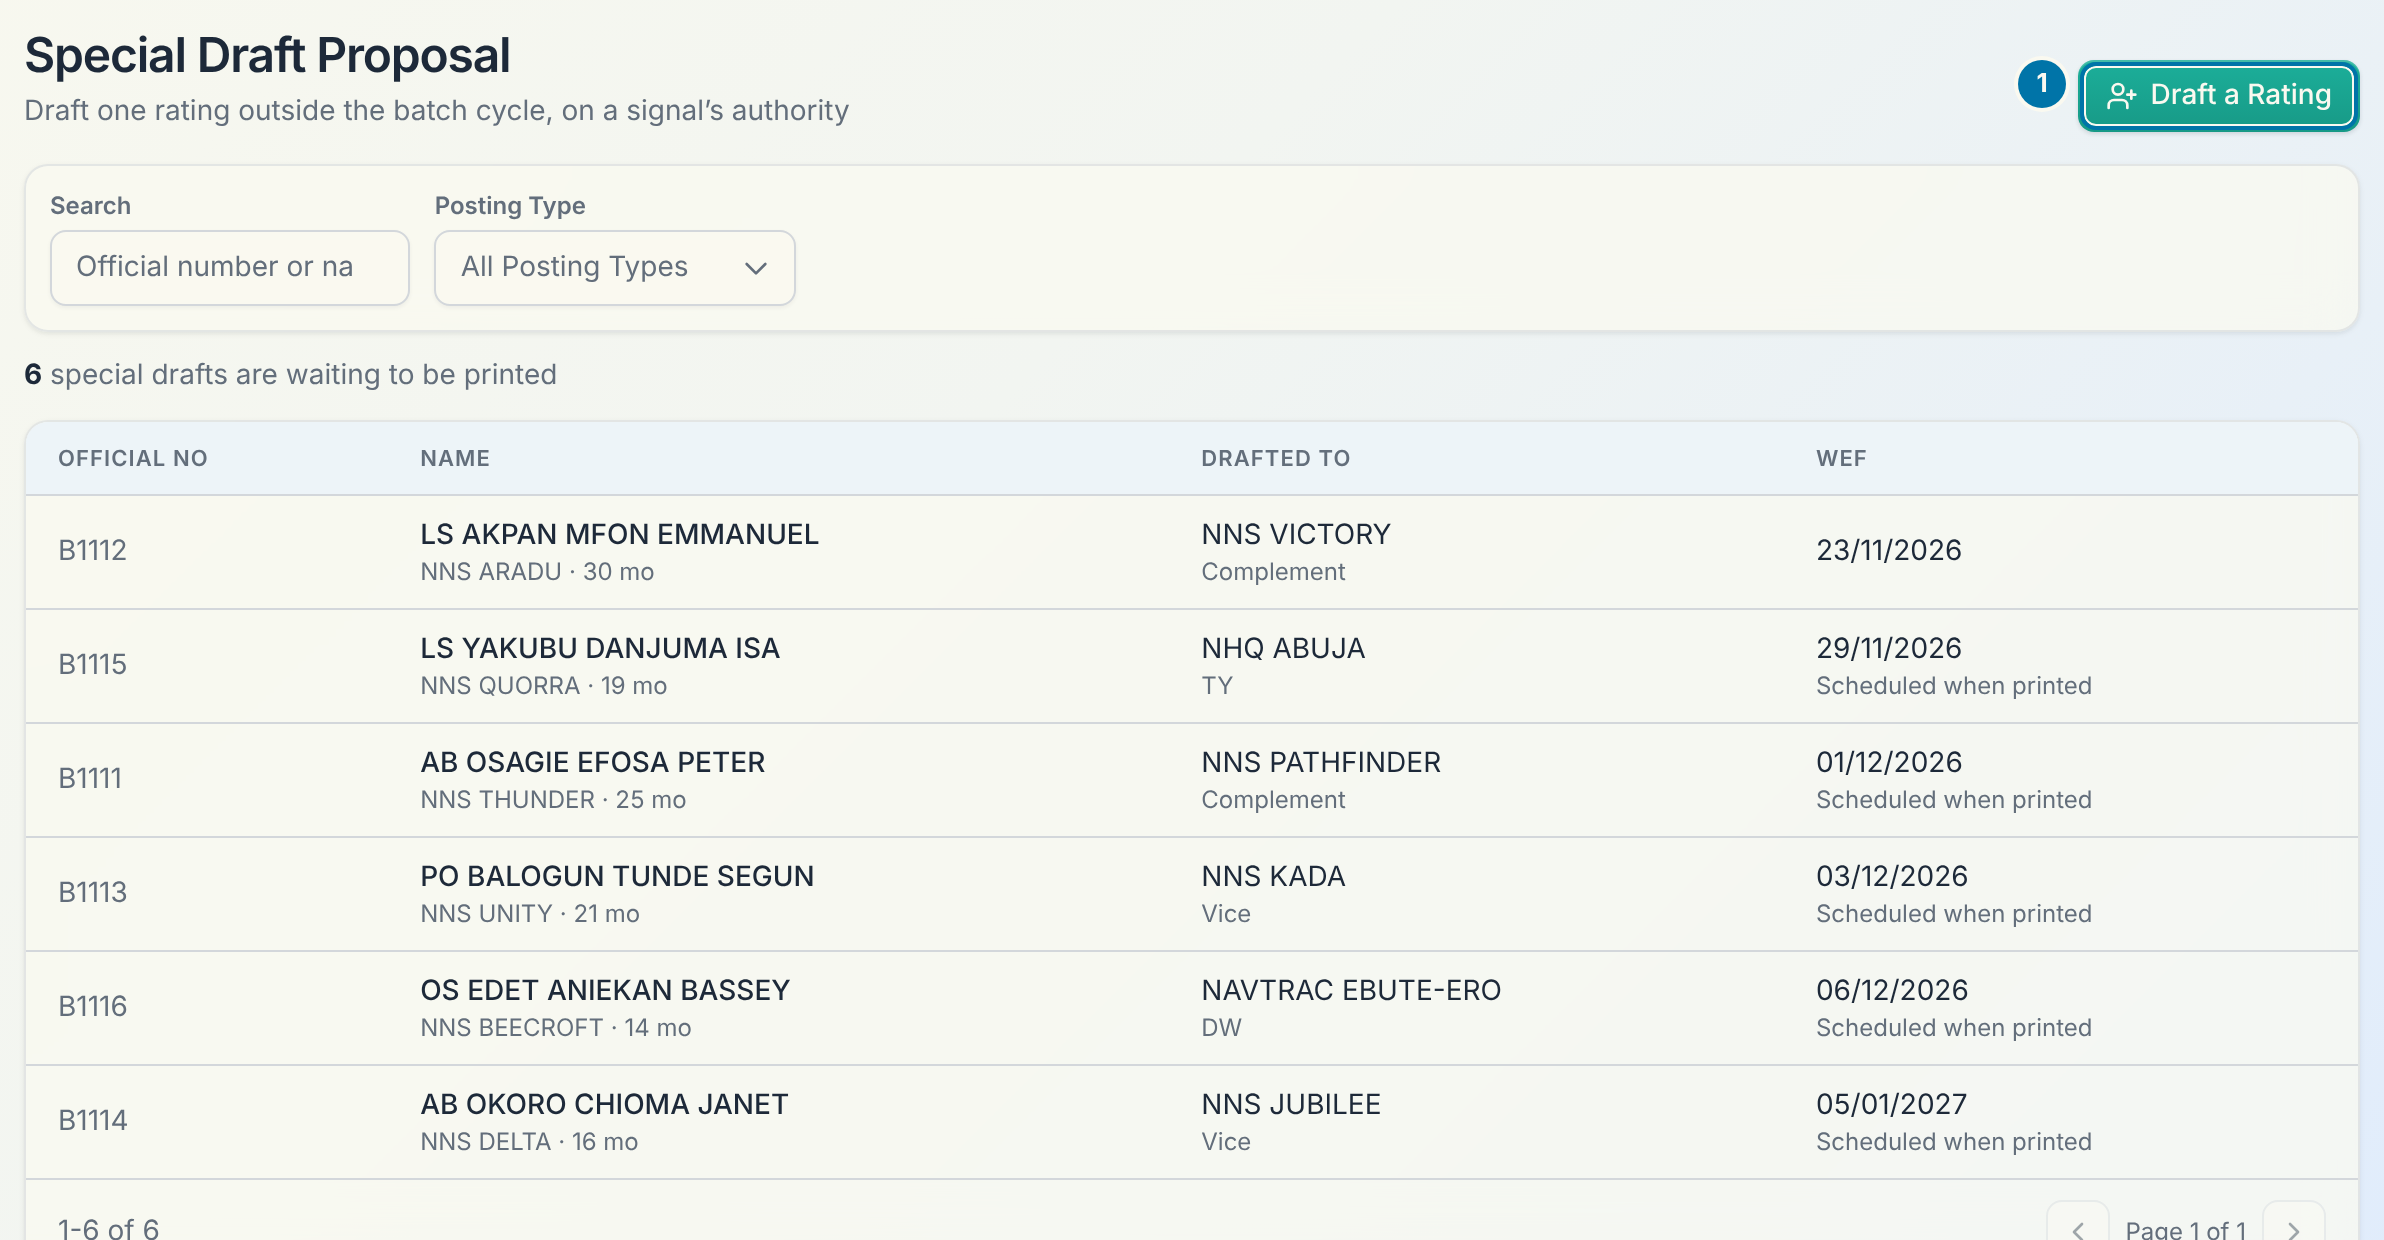 Special Draft Proposal
Draft one rating outside the batch cycle, on a signal’s authority
1
Draft a Rating
Search
Posting Type
Official number or na
All Posting Types
6 special drafts are waiting to be printed
OFFICIAL NO
NAME
DRAFTED TO
WEF
B1112
LS AKPAN MFON EMMANUEL
NNS ARADU · 30 mo
NNS VICTORY
Complement
23/11/2026
B1115
LS YAKUBU DANJUMA ISA
NNS QUORRA · 19 mo
NHQ ABUJA
TY
29/11/2026
Scheduled when printed
B1111
AB OSAGIE EFOSA PETER
NNS THUNDER · 25 mo
NNS PATHFINDER
Complement
01/12/2026
Scheduled when printed
B1113
PO BALOGUN TUNDE SEGUN
NNS UNITY · 21 mo
NNS KADA
Vice
03/12/2026
Scheduled when printed
B1116
OS EDET ANIEKAN BASSEY
NNS BEECROFT · 14 mo
NAVTRAC EBUTE-ERO
DW
06/12/2026
Scheduled when printed
B1114
AB OKORO CHIOMA JANET
NNS DELTA · 16 mo
NNS JUBILEE
Vice
05/01/2027
Scheduled when printed
1-6 of 6
Page 1 of 1